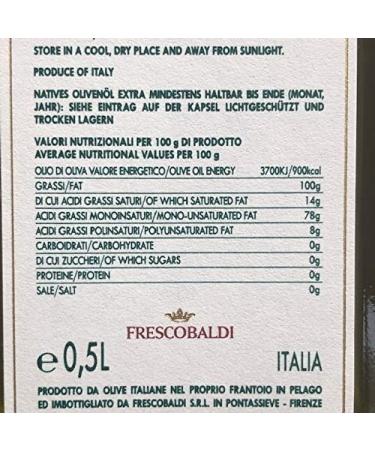 STORE IN A COOL, DRY PLACE AND AWAY FROM SUNLIGHT.
PRODUCE OF ITALY
NATIVES OLIVENÖL EXTRA MINDESTENS HALTBAR BIS ENDE (MONAT,
JAHR): SIEHE EINTRAG AUF DER KAPSEL LICHTGESCHÜTZT UND
TROCKEN LAGERN
VALORI NUTRIZIONALI PER 100 g DI PRODOTTO
AVERAGE NUTRITIONAL VALUES PER 100 g
OLIO DI OLIVA VALORE ENERGETICO/OLIVE OIL ENERGY 3700KJ/900kcal
GRASSI/FAT 100g
DI CUI ACIDI GRASSI SATURI/OF WHICH SATURATED FAT 14g
ACIDI GRASSI MONOINSATURI/MONO-UNSATURATED FAT 78g
ACIDI GRASSI POLINSATURI/POLYUNSATURED FAT 8g
CARBOIDRATI/CARBOHYDRATE 0g
DI CUI ZUCCHERI/OF WHICH SUGARS 0g
PROTEINE/PROTEIN 0g
SALE/SALT 0g
FRESCOBALDI
e 0,5L ITALIA
PRODOTTO DA OLIVE ITALIANE NEL PROPRIO FRANTOIO IN PELAGO
ED IMBOTTIGLIATO DA FRESCOBALDI S.R.L. IN PONTASSIEVE - FIRENZE